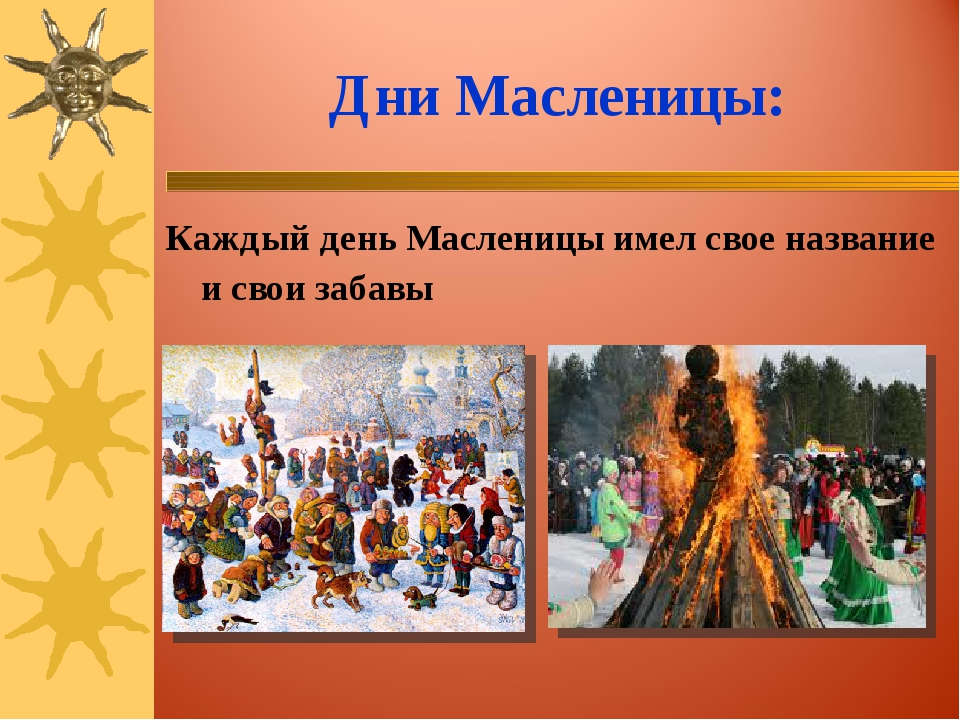 Дни Масленицы:
Каждый день Масленицы имел свое название
и свои забавы